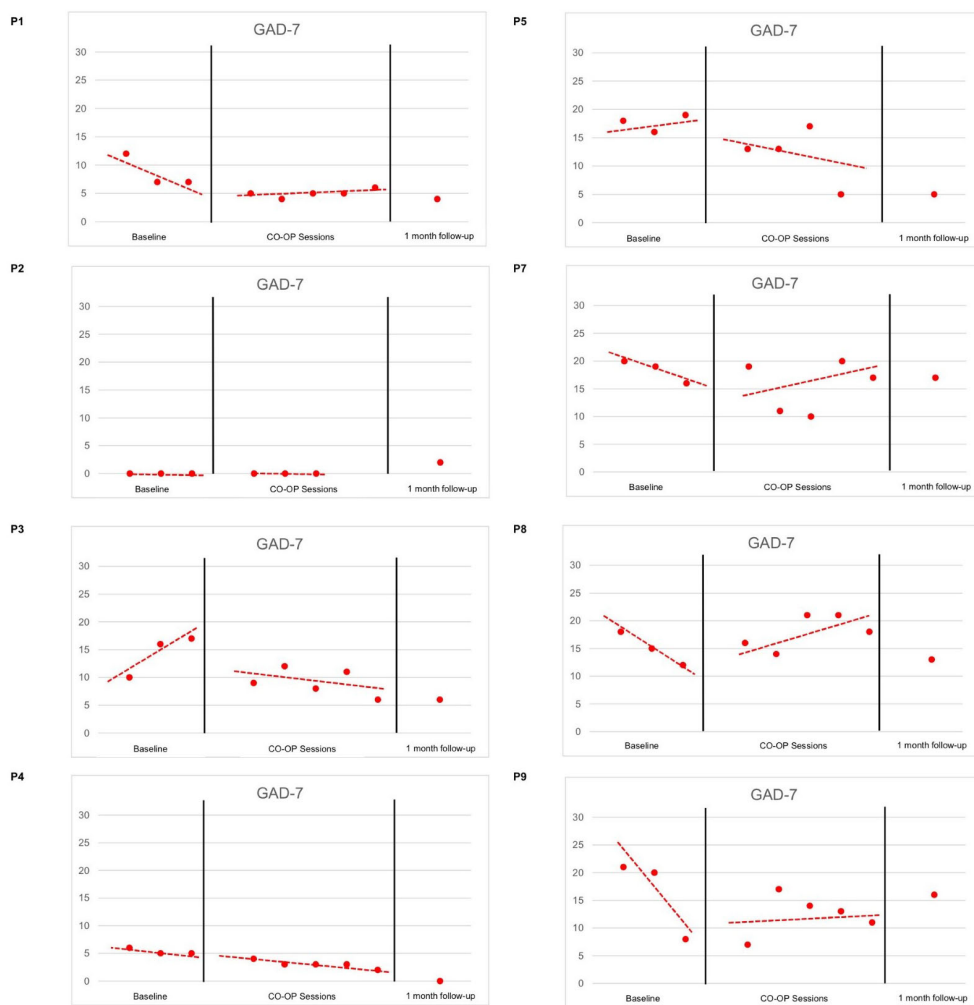 P1
GAD-7
30
25
20
15
10
5
0
Baseline
CO-OP Sessions
1 month follow-up
P5
GAD-7
30
25
20
15
10
5
0
Baseline
CO-OP Sessions
1 month follow-up
P2
GAD-7
30
25
20
15
10
5
0
Baseline
CO-OP Sessions
1 month follow-up
P7
GAD-7
30
25
20
15
10
5
0
Baseline
CO-OP Sessions
1 month follow-up
P3
GAD-7
30
25
20
15
10
5
0
Baseline
CO-OP Sessions
1 month follow-up
P8
GAD-7
30
25
20
15
10
5
0
Baseline
CO-OP Sessions
1 month follow-up
P4
GAD-7
30
25
20
15
10
5
0
Baseline
CO-OP Sessions
1 month follow-up
P9
GAD-7
30
25
20
15
10
5
0
Baseline
CO-OP Sessions
1 month follow-up